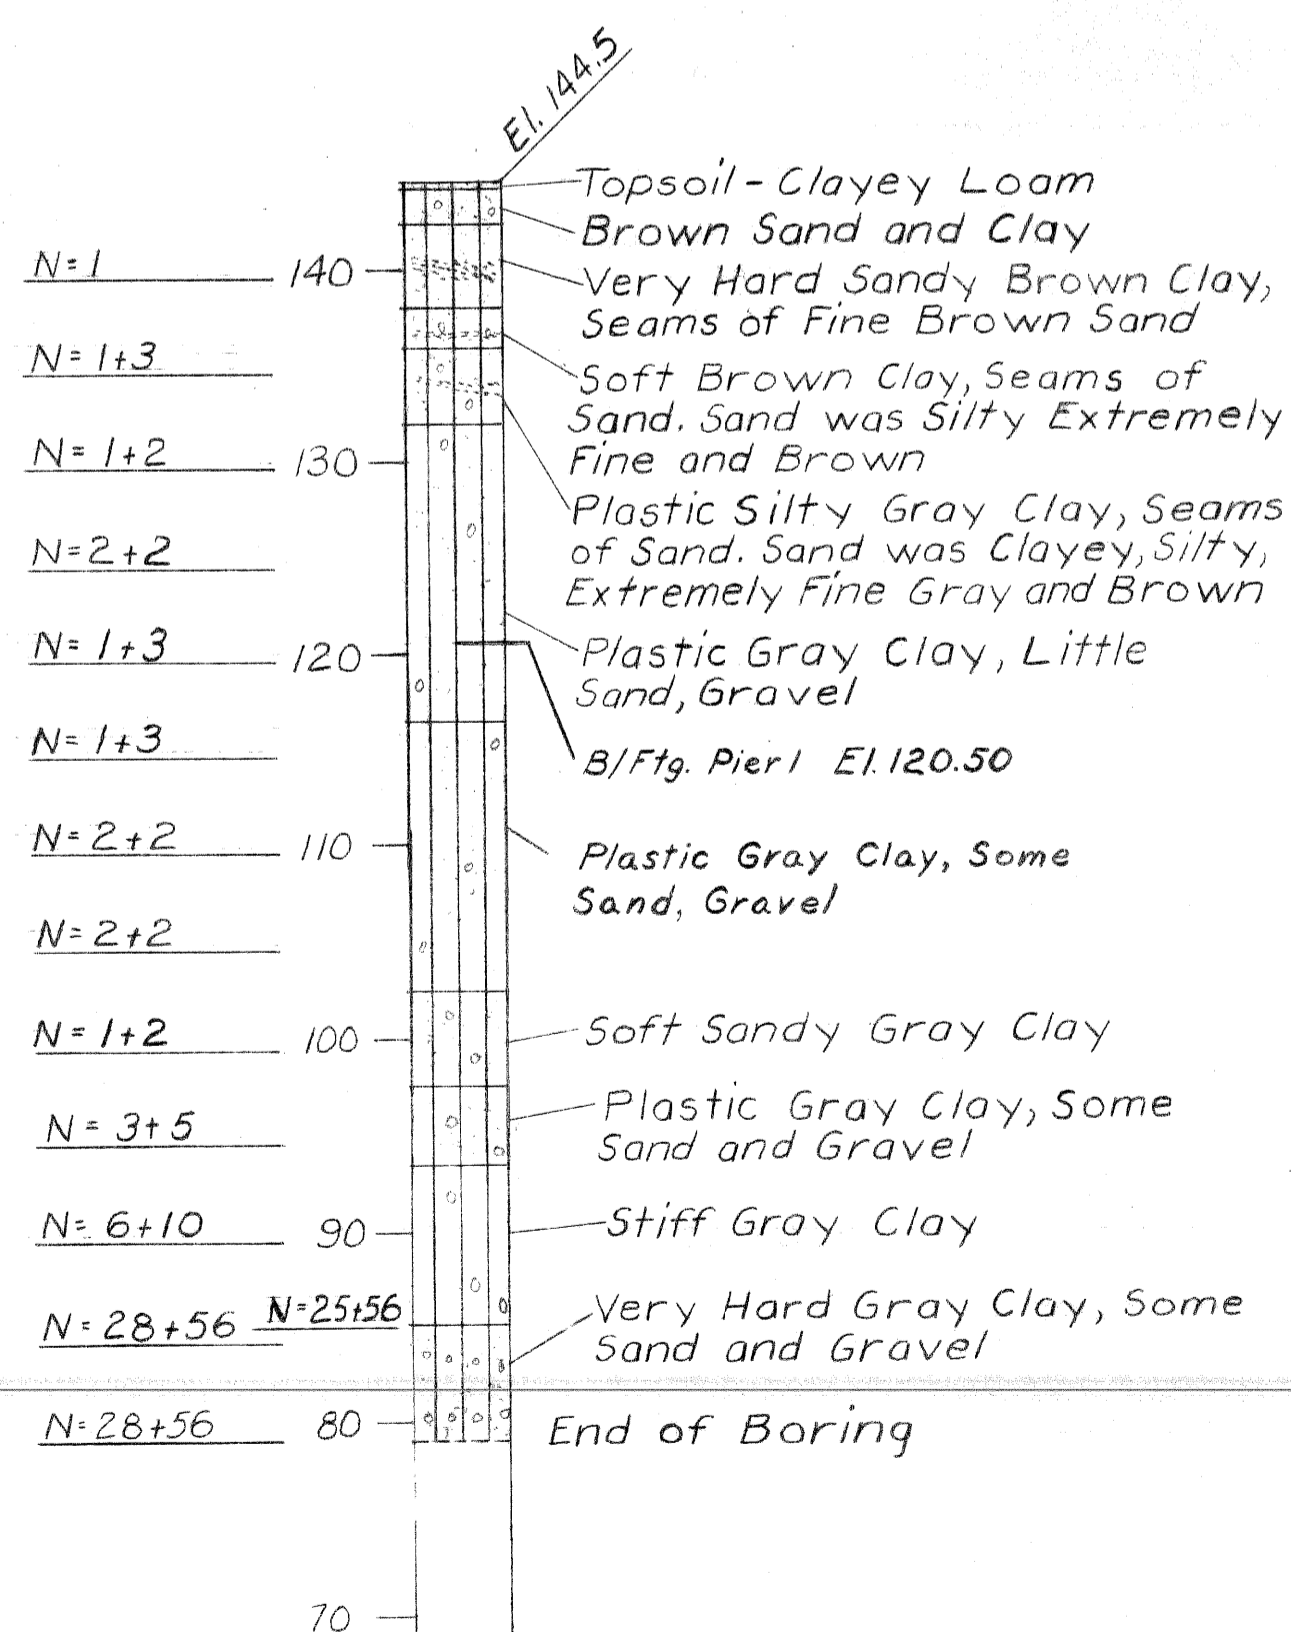 El. 144.5
Topsoil - Clayey Loam
Brown Sand and Clay
N=1
140
Very Hard Sandy Brown Clay,
Seams of Fine Brown Sand
N=1+3
Soft Brown Clay, Seams of
Sand. Sand was Silty Extremely
Fine and Brown
N=1+2
130
Plastic Silty Gray Clay, Seams
of Sand. Sand was Clayey, Silty,
Extremely Fine Gray and Brown
N=2+2
N=1+3
120
Plastic Gray Clay, Little
Sand, Gravel
N=1+3
B/Ftg. Pier 1 El. 120.50
N=2+2
110
Plastic Gray Clay, Some
Sand, Gravel
N=2+2
N=1+2
100
Soft Sandy Gray Clay
N=3+5
Plastic Gray Clay, Some
Sand and Gravel
N=6+10
90
Stiff Gray Clay
N=28+56
N=25+56
Very Hard Gray Clay, Some
Sand and Gravel
N=28+56
80
End of Boring
70